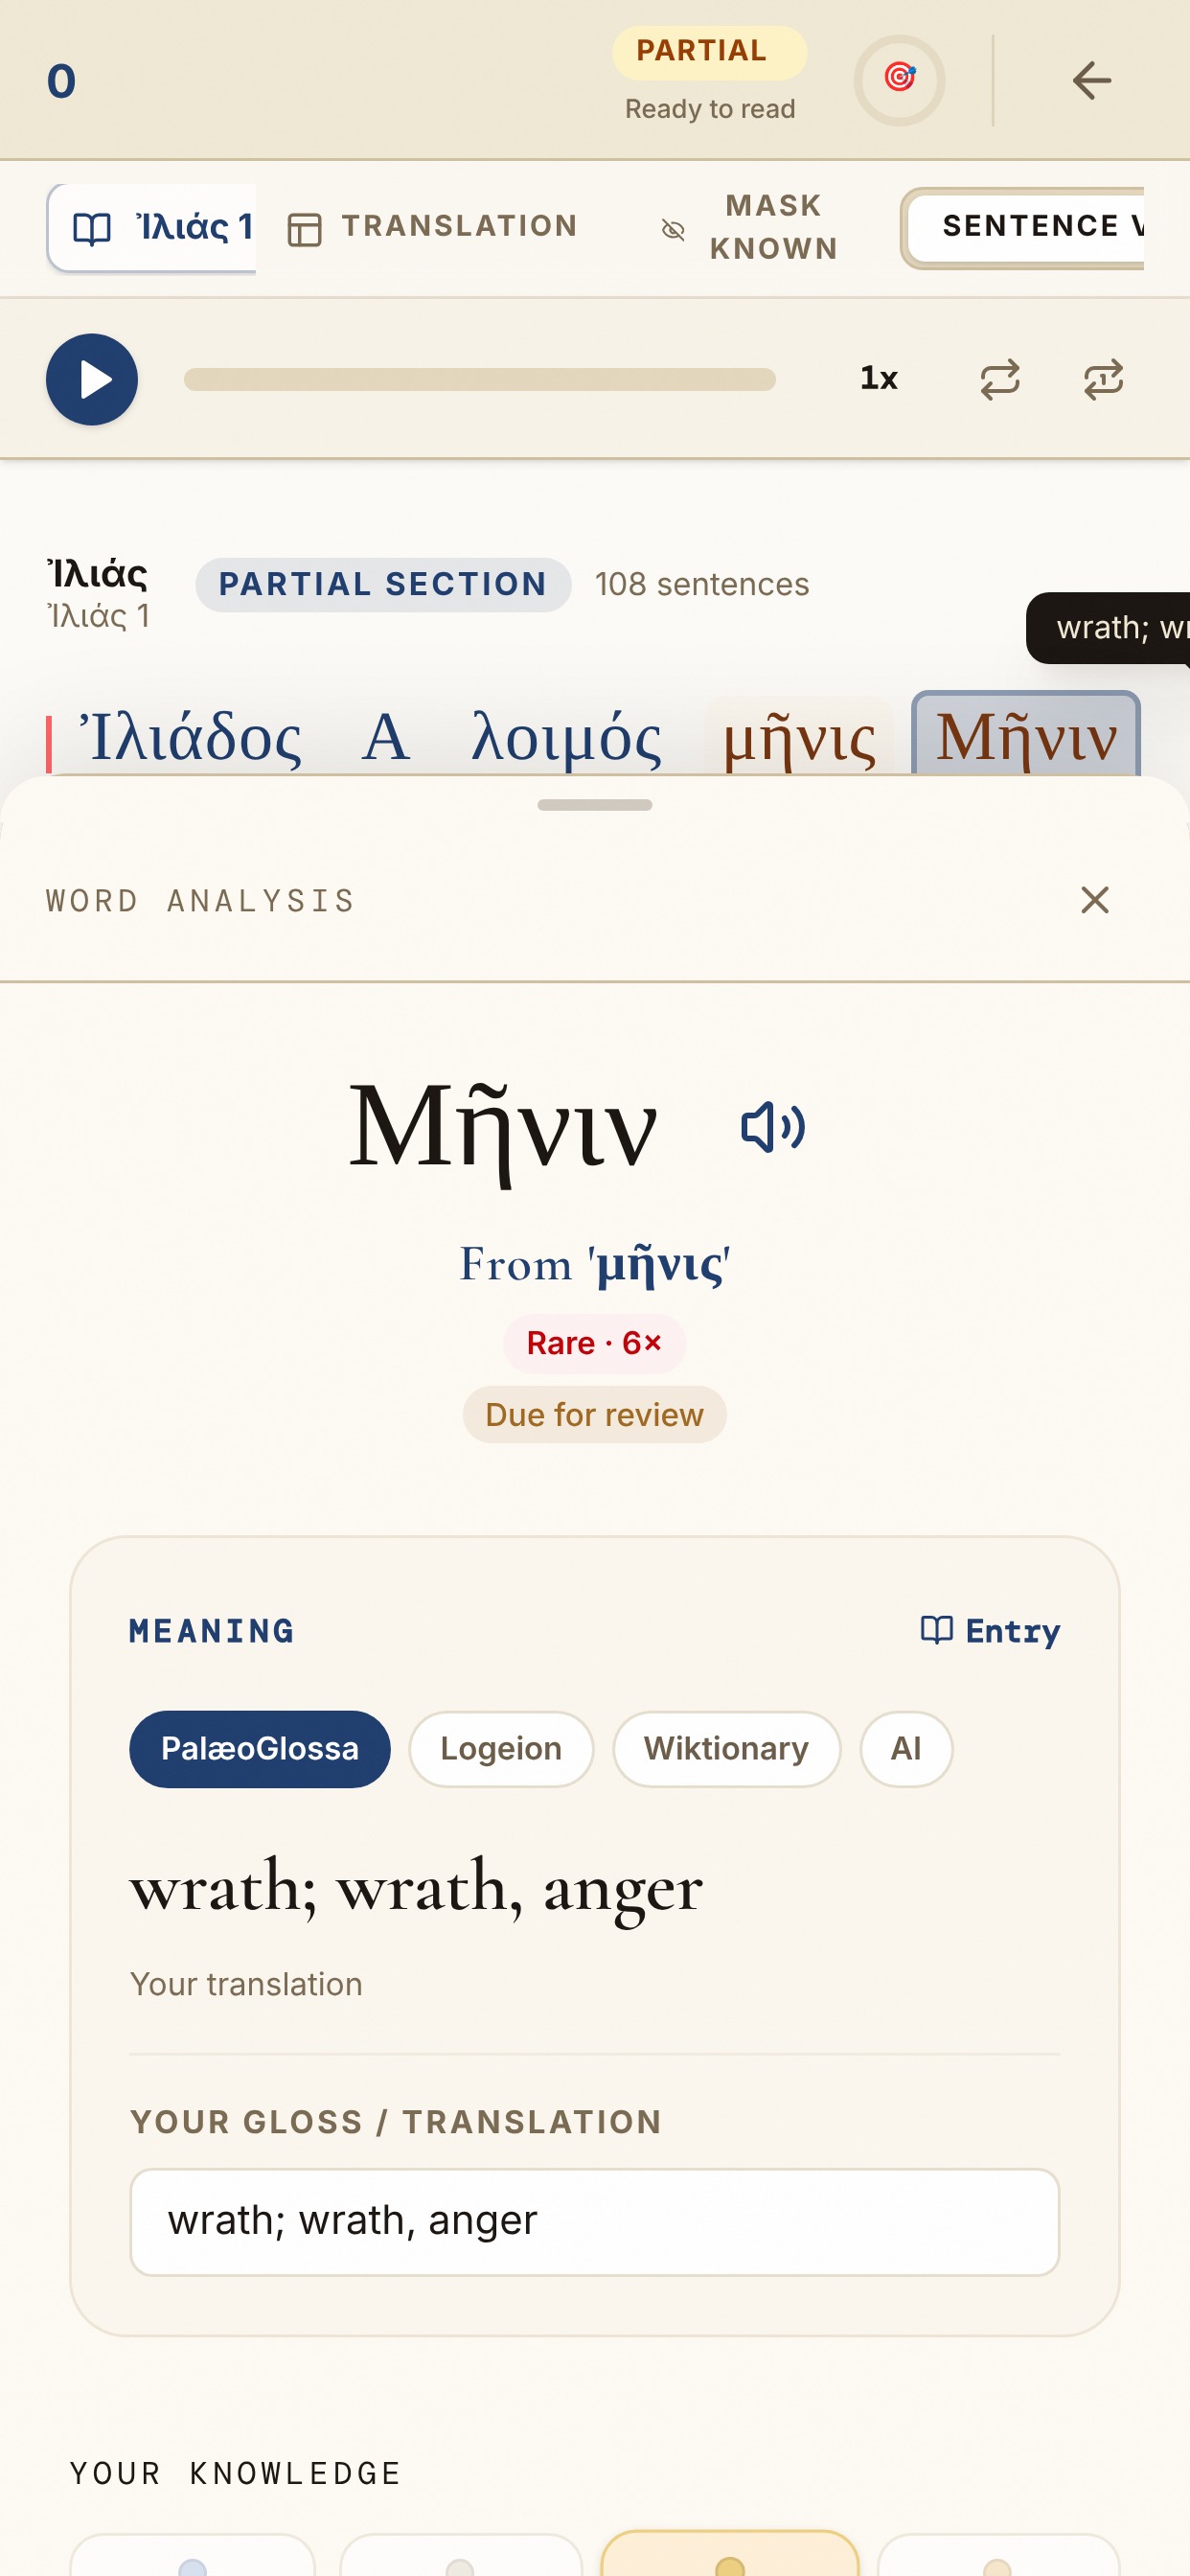 0
PARTIAL
Ready to read
Ἰλιάς 1
TRANSLATION
MASK
KNOWN
SENTENCE
1x
Ἰλιάς
Ἰλιάς 1
PARTIAL SECTION
108 sentences
wrath;
Ἰλιάδος Α λοιμός μῆνις Μῆνιν
WORD ANALYSIS
Μῆνιν
From 'μῆνις'
Rare · 6×
Due for review
MEANING
Entry
PalæoGlossa
Logeion
Wiktionary
AI
wrath; wrath, anger
Your translation
YOUR GLOSS / TRANSLATION
wrath; wrath, anger
YOUR KNOWLEDGE